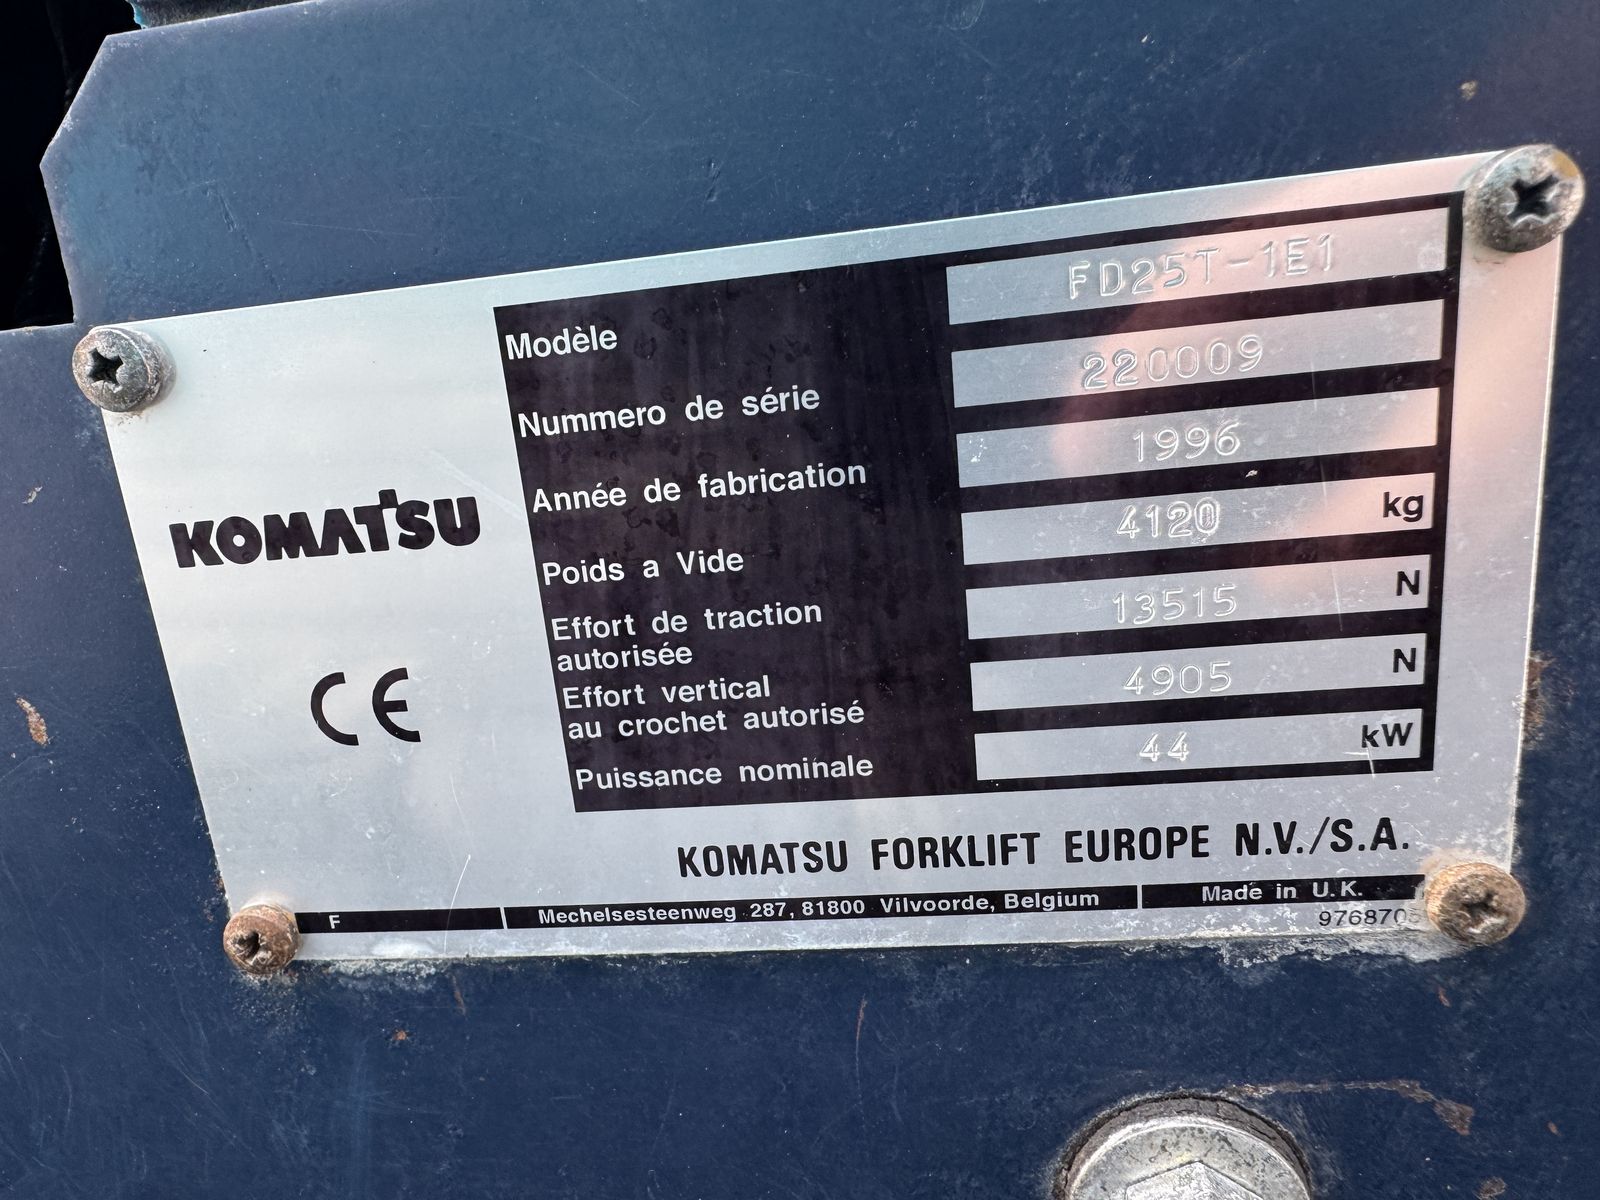 KOMATSU
CE
Modèle FD25T-1E1
Nummero de série 220009
Année de fabrication 1996
Poids a Vide 4120 kg
Effort de traction
autorisée 13515 N
Effort vertical
au crochet autorisé 4905 N
Puissance nominale 44 kW
KOMATSU FORKLIFT EUROPE N.V./S.A.
F Mechelsesteenweg 287, 81800 Vilvoorde, Belgium Made in U.K.